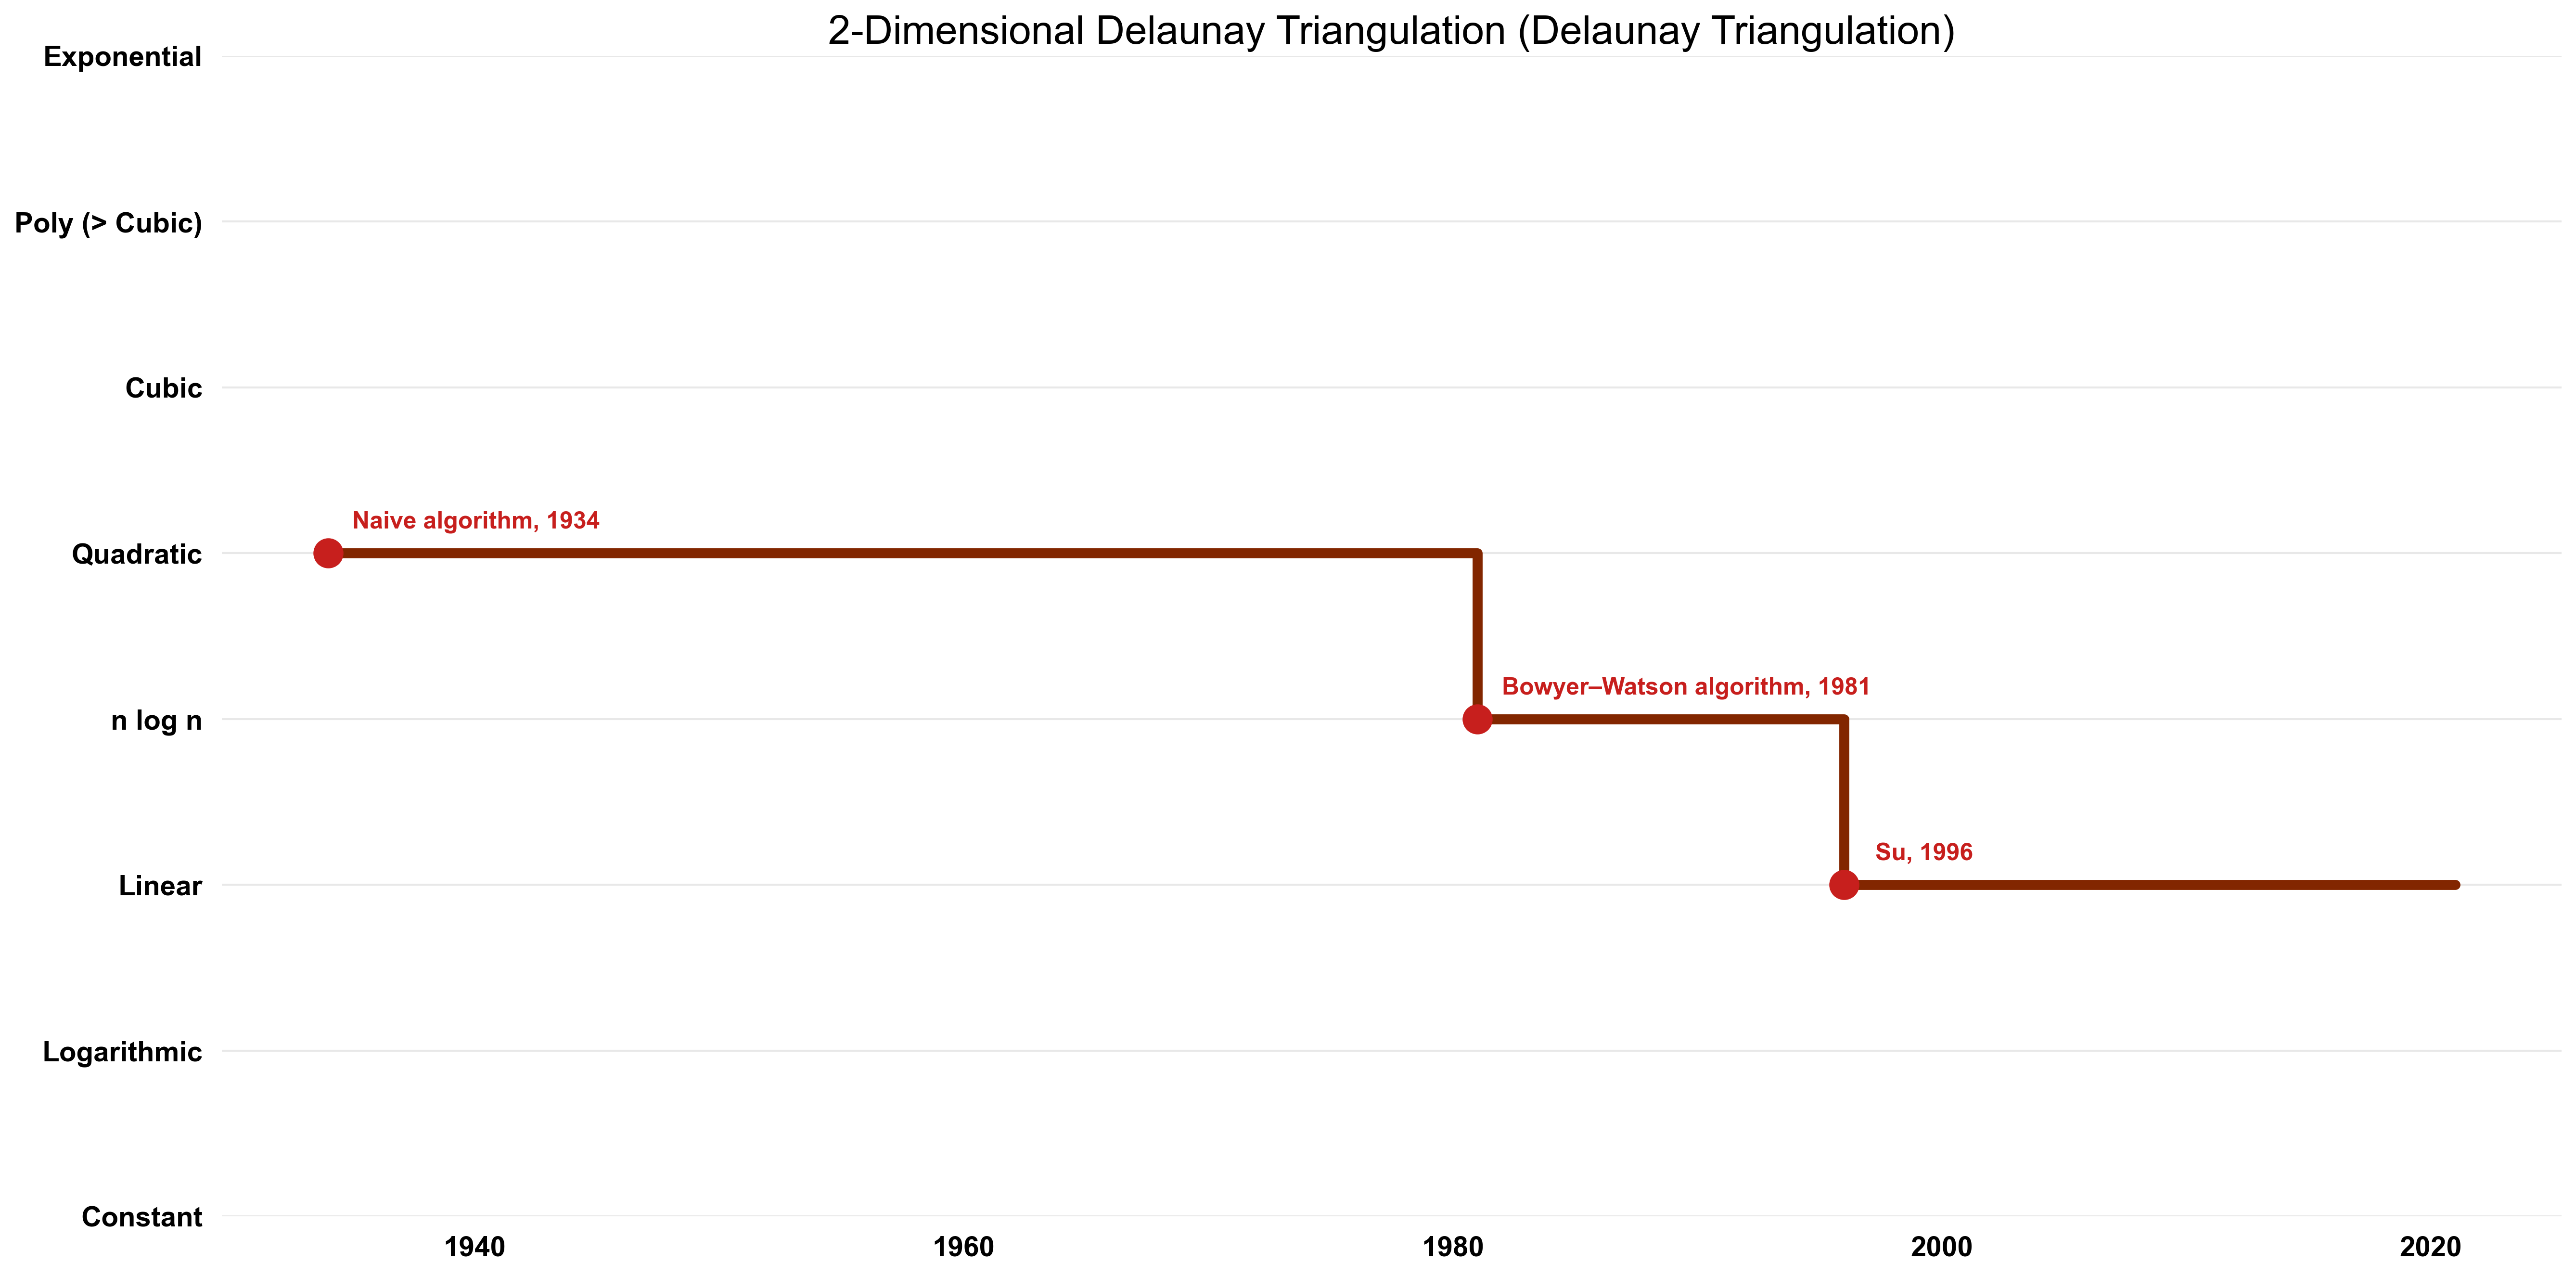 2-Dimensional Delaunay Triangulation (Delaunay Triangulation)
Exponential
Poly (> Cubic)
Cubic
Naive algorithm, 1934
Quadratic
Bowyer–Watson algorithm, 1981
n log n
Su, 1996
Linear
Logarithmic
Constant
1940 1960 1980 2000 2020